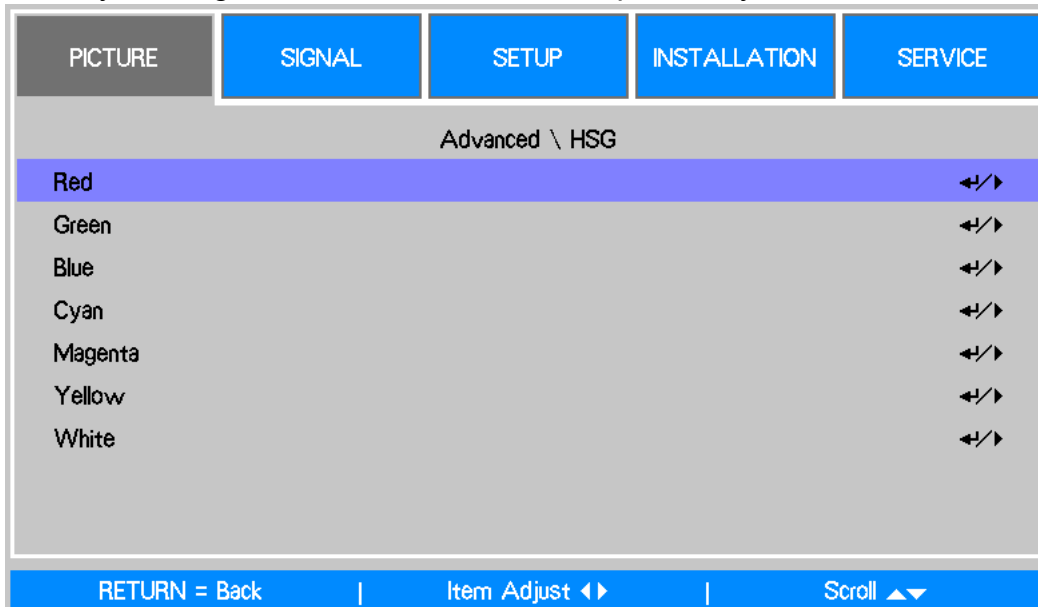 PICTURE SIGNAL SETUP INSTALLATION SERVICE
Advanced \ HSG
Red
Green
Blue
Cyan
Magenta
Yellow
White
RETURN = Back | Item Adjust | Scroll